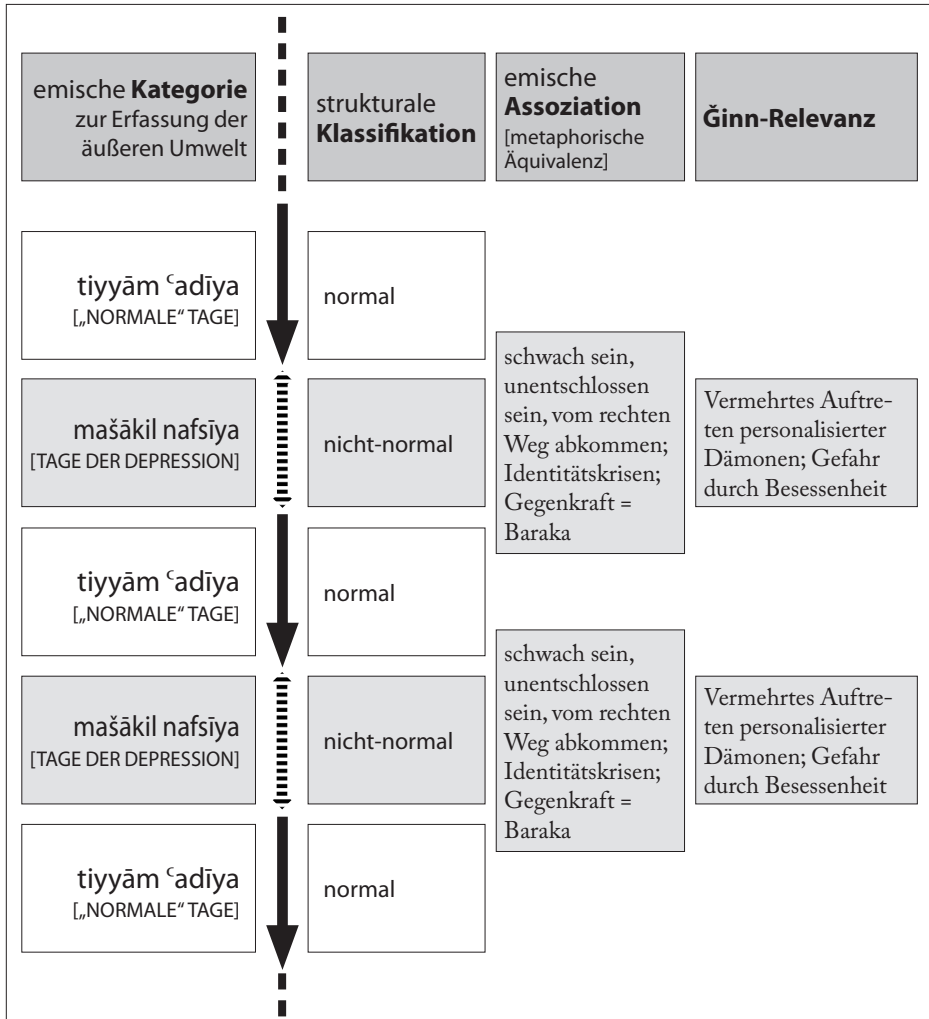 emische Kategorie
zur Erfassung der
äußeren Umwelt
strukturale
Klassifikation
emische
Assoziation
[metaphorische
Äquivalenz]
Ǧinn-Relevanz
tiyyām ᶜadīya
[„NORMALE“ TAGE]
normal
mašākil nafsīya
[TAGE DER DEPRESSION]
nicht-normal
schwach sein,
unentschlossen
sein, vom rechten
Weg abkommen;
Identitätskrisen;
Gegenkraft =
Baraka
Vermehrtes Auftre-
ten personalisierter
Dämonen; Gefahr
durch Besessenheit
tiyyām ᶜadīya
[„NORMALE“ TAGE]
normal
mašākil nafsīya
[TAGE DER DEPRESSION]
nicht-normal
schwach sein,
unentschlossen
sein, vom rechten
Weg abkommen;
Identitätskrisen;
Gegenkraft =
Baraka
Vermehrtes Auftre-
ten personalisierter
Dämonen; Gefahr
durch Besessenheit
tiyyām ᶜadīya
[„NORMALE“ TAGE]
normal